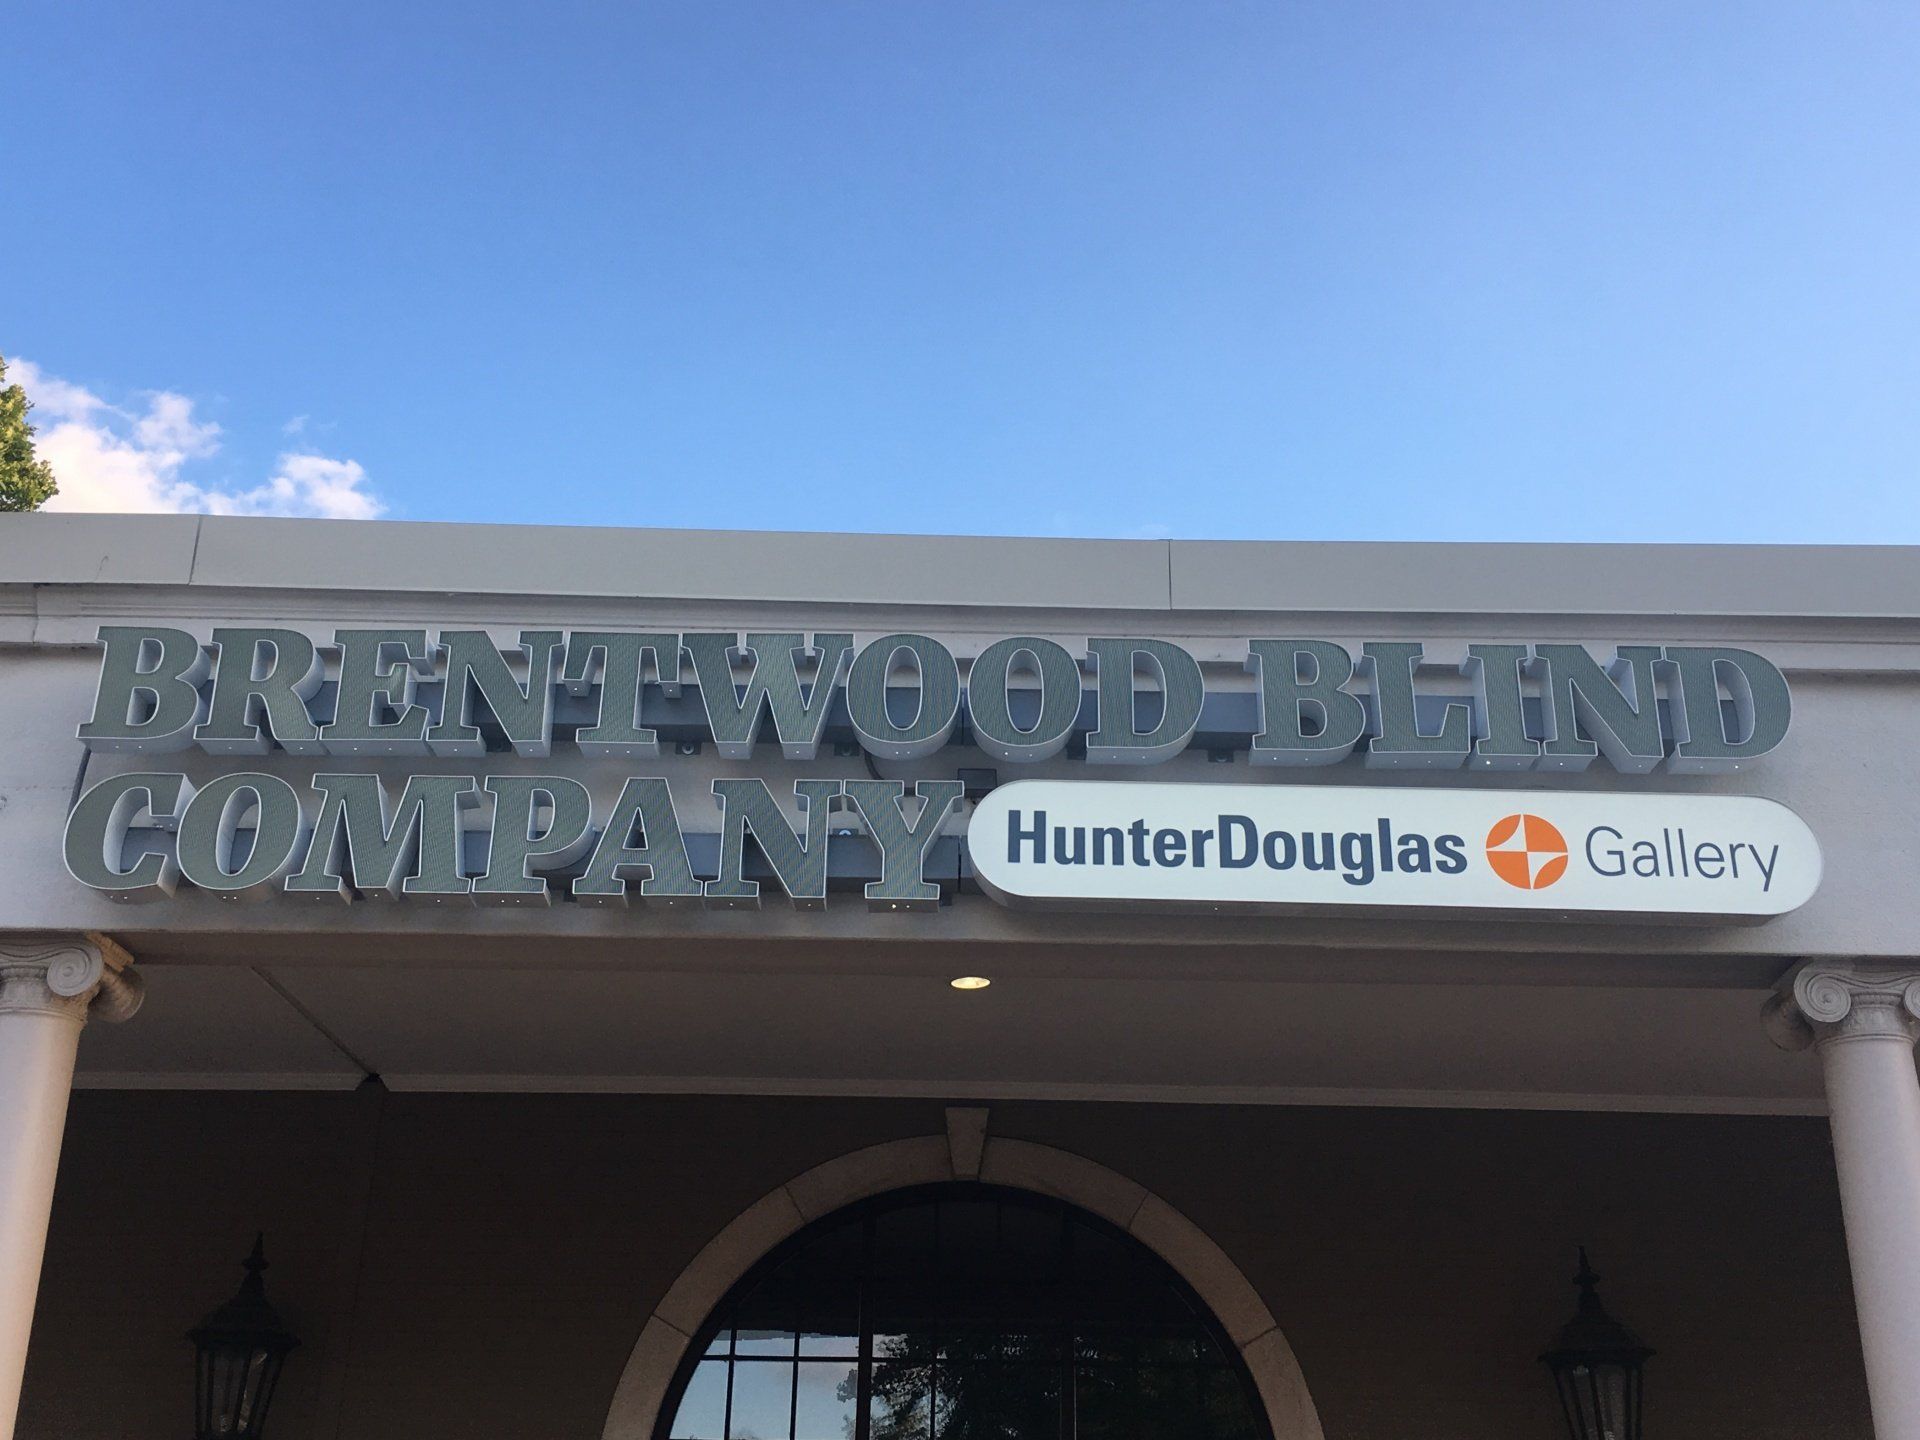 BRENTWOOD BLIND
COMPANY HunterDouglas Gallery